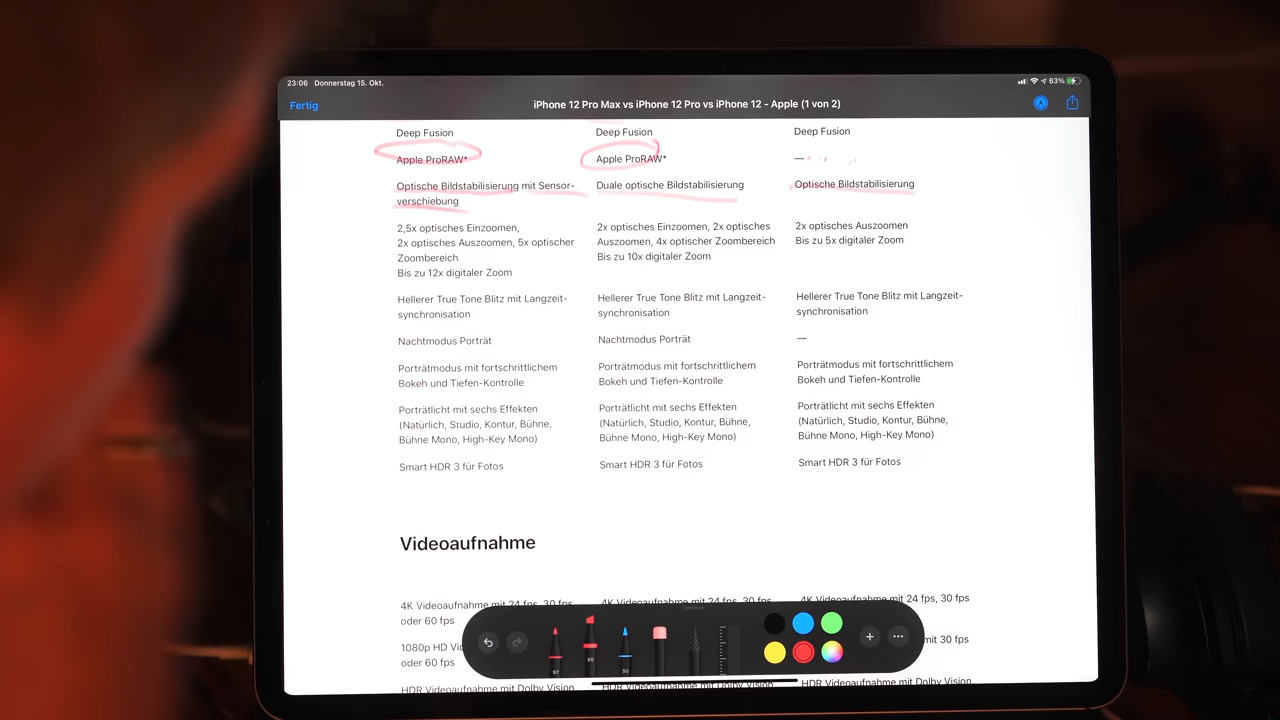 23:06 Donnerstag 15. Okt.
63%
Fertig
iPhone 12 Pro Max vs iPhone 12 Pro vs iPhone 12 - Apple (1 von 2)
Deep Fusion
Apple ProRAW*
Optische Bildstabilisierung mit Sensor-
verschiebung
2,5x optisches Einzoomen,
2x optisches Auszoomen, 5x optischer
Zoombereich
Bis zu 12x digitaler Zoom
Hellerer True Tone Blitz mit Langzeit-
synchronisation
Nachtmodus Porträt
Porträtmodus mit fortschrittlichem
Bokeh und Tiefen-Kontrolle
Porträtlicht mit sechs Effekten
(Natürlich, Studio, Kontur, Bühne,
Bühne Mono, High-Key Mono)
Smart HDR 3 für Fotos
Deep Fusion
Apple ProRAW*
Duale optische Bildstabilisierung
2x optisches Einzoomen, 2x optisches
Auszoomen, 4x optischer Zoombereich
Bis zu 10x digitaler Zoom
Hellerer True Tone Blitz mit Langzeit-
synchronisation
Nachtmodus Porträt
Porträtmodus mit fortschrittlichem
Bokeh und Tiefen-Kontrolle
Porträtlicht mit sechs Effekten
(Natürlich, Studio, Kontur, Bühne,
Bühne Mono, High-Key Mono)
Smart HDR 3 für Fotos
Deep Fusion
—
Optische Bildstabilisierung
2x optisches Auszoomen
Bis zu 5x digitaler Zoom
Hellerer True Tone Blitz mit Langzeit-
synchronisation
—
Porträtmodus mit fortschrittlichem
Bokeh und Tiefen-Kontrolle
Porträtlicht mit sechs Effekten
(Natürlich, Studio, Kontur, Bühne,
Bühne Mono, High-Key Mono)
Smart HDR 3 für Fotos
Videoaufnahme
4K Videoaufnahme mit 24 fps, 30 fps
oder 60 fps
1080p HD
oder 60 fps
HDR Videoaufnahme mit Dolby Vision
4K Videoaufnahme mit 24 fps, 30 fps
HDR Videoaufnahme mit Dolby Vision
4K Videoaufnahme mit 24 fps, 30 fps
mit 30 fps
HDR Videoaufnahme mit Dolby Vision
97
80
50